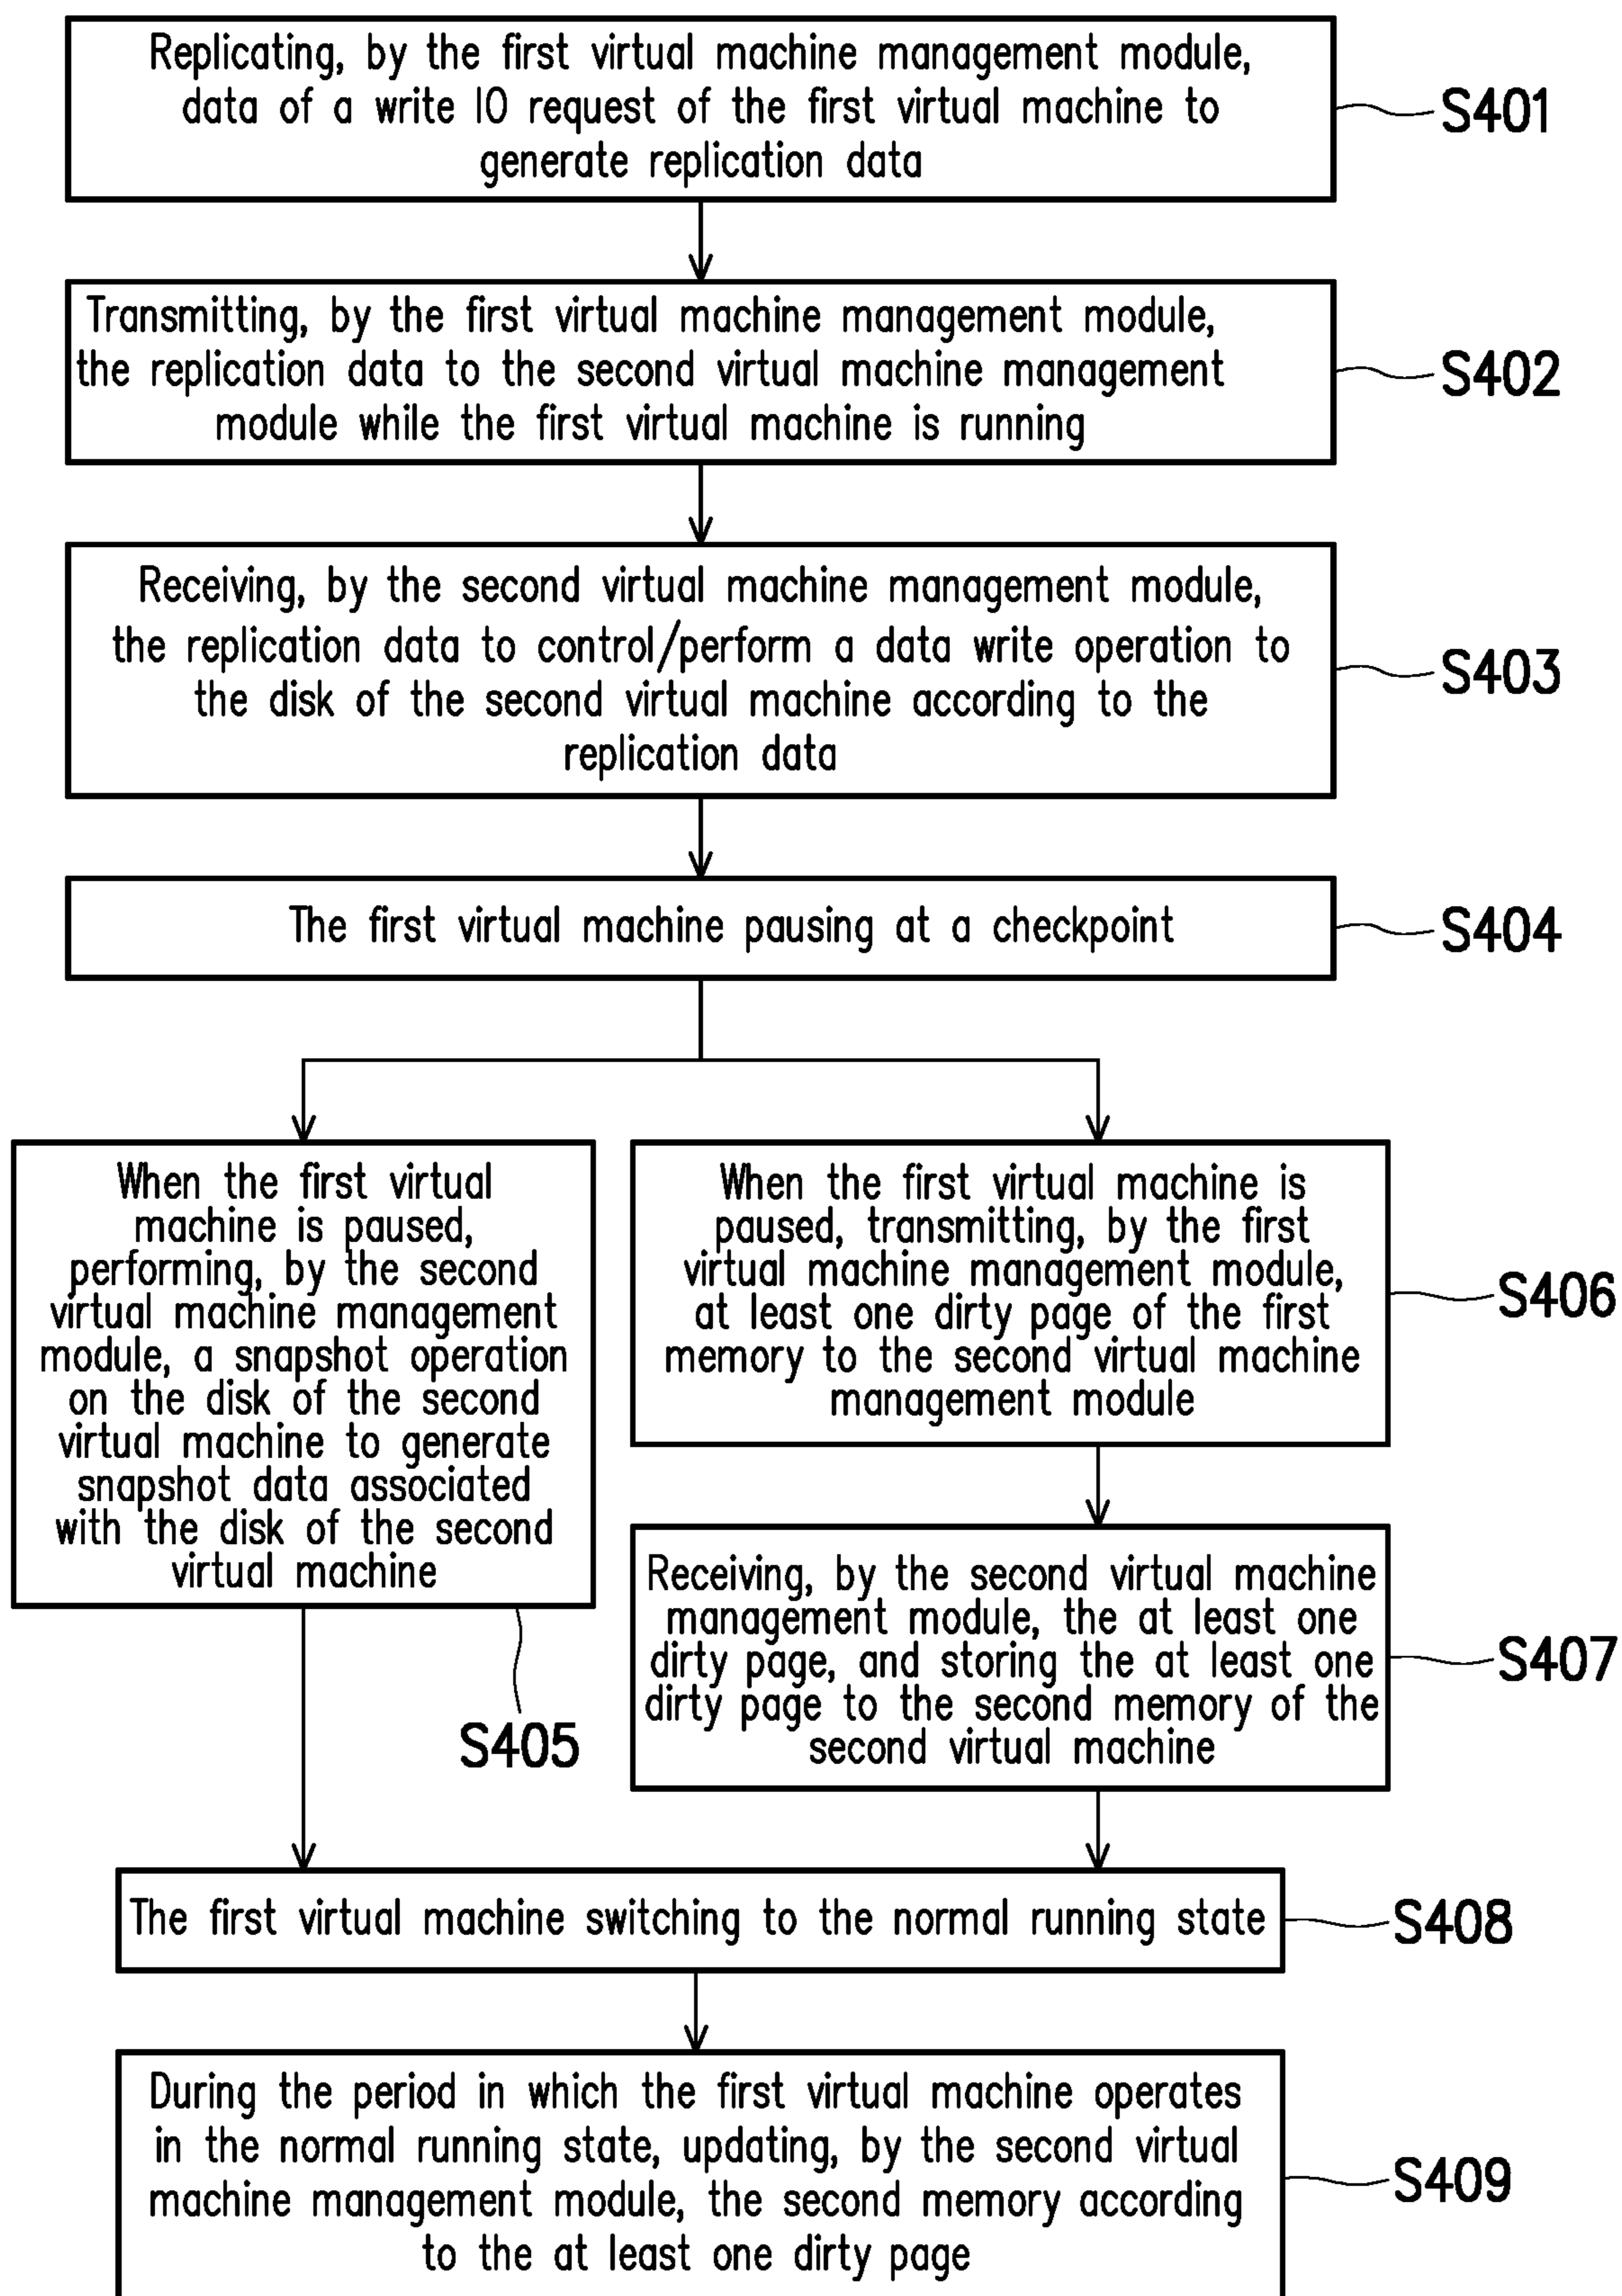 Replicating, by the first virtual machine management module,
data of a write IO request of the first virtual machine to
generate replication data
S401
Transmitting, by the first virtual machine management module,
the replication data to the second virtual machine management
module while the first virtual machine is running
S402
Receiving, by the second virtual machine management module,
the replication data to control/perform a data write operation to
the disk of the second virtual machine according to the
replication data
S403
The first virtual machine pausing at a checkpoint
S404
When the first virtual
machine is paused,
performing, by the second
virtual machine management
module, a snapshot operation
on the disk of the second
virtual machine to generate
snapshot data associated
with the disk of the second
virtual machine
S405
When the first virtual machine is
paused, transmitting, by the first
virtual machine management module,
at least one dirty page of the first
memory to the second virtual machine
management module
S406
Receiving, by the second virtual machine
management module, the at least one
dirty page, and storing the at least one
dirty page to the second memory of the
second virtual machine
S407
The first virtual machine switching to the normal running state
S408
During the period in which the first virtual machine operates
in the normal running state, updating, by the second virtual
machine management module, the second memory according
to the at least one dirty page
S409